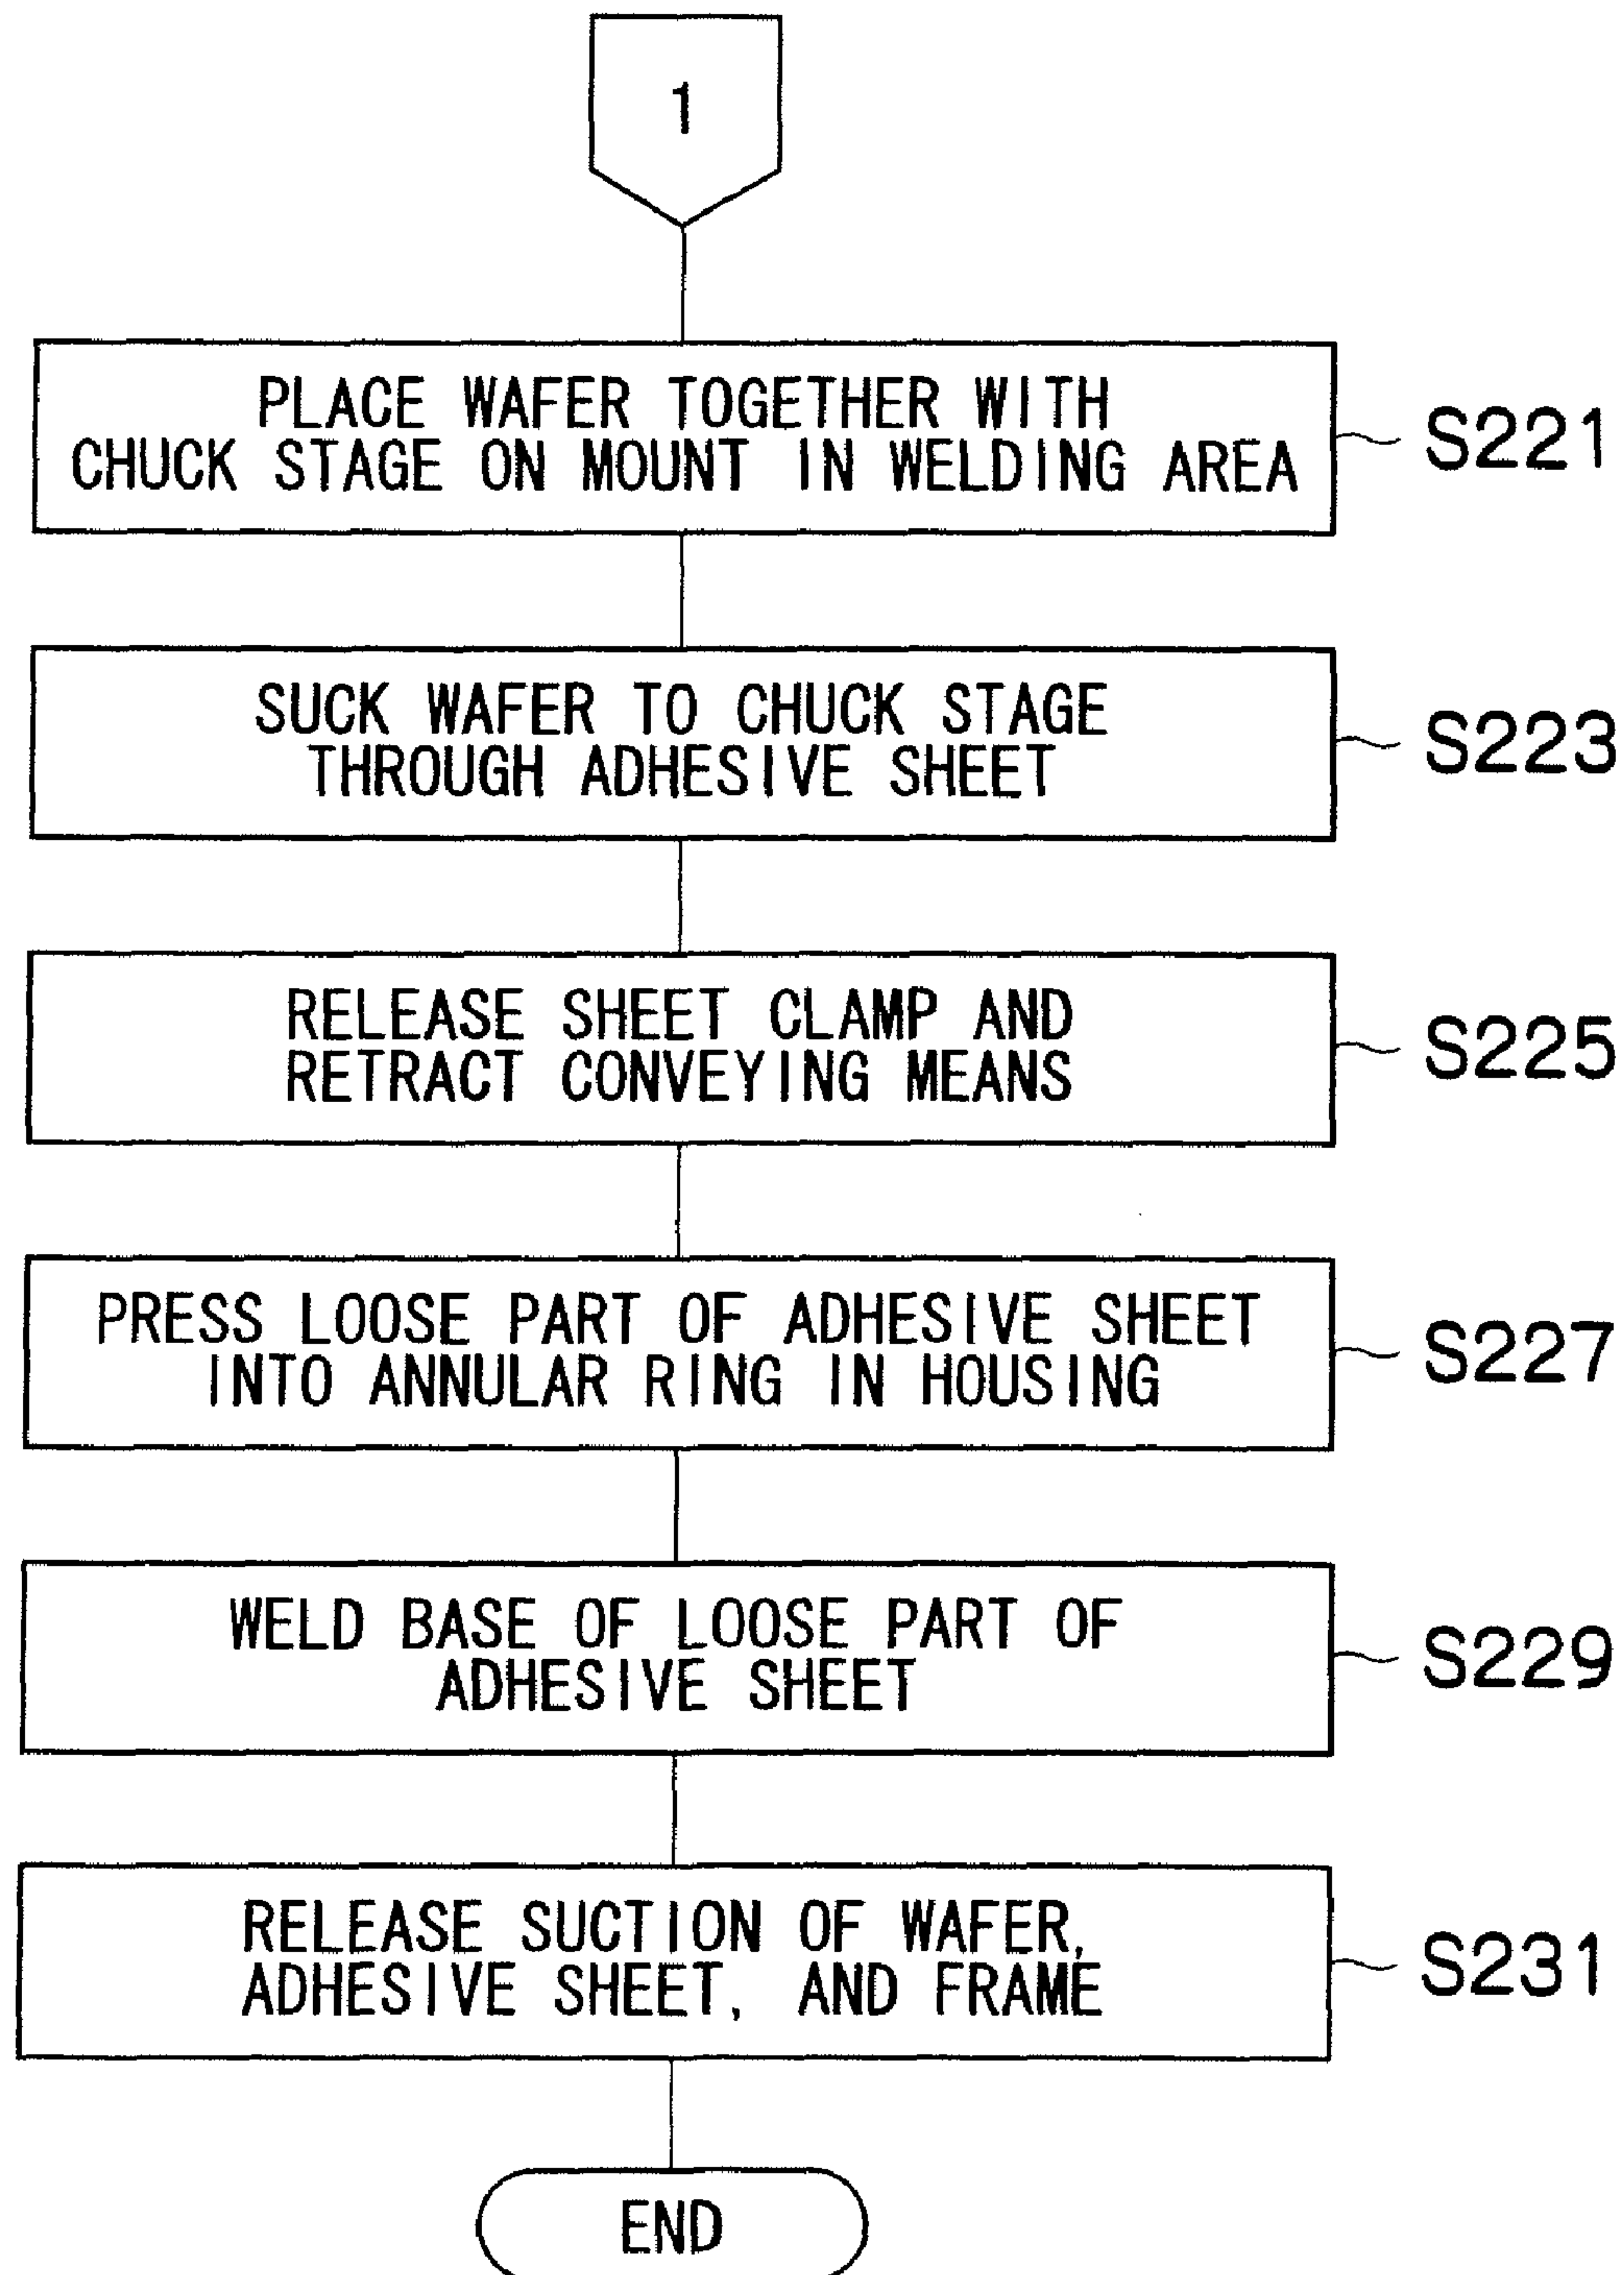 1
PLACE WAFER TOGETHER WITH
CHUCK STAGE ON MOUNT IN WELDING AREA
S221
SUCK WAFER TO CHUCK STAGE
THROUGH ADHESIVE SHEET
S223
RELEASE SHEET CLAMP AND
RETRACT CONVEYING MEANS
S225
PRESS LOOSE PART OF ADHESIVE SHEET
INTO ANNULAR RING IN HOUSING
S227
WELD BASE OF LOOSE PART OF
ADHESIVE SHEET
S229
RELEASE SUCTION OF WAFER,
ADHESIVE SHEET, AND FRAME
S231
END